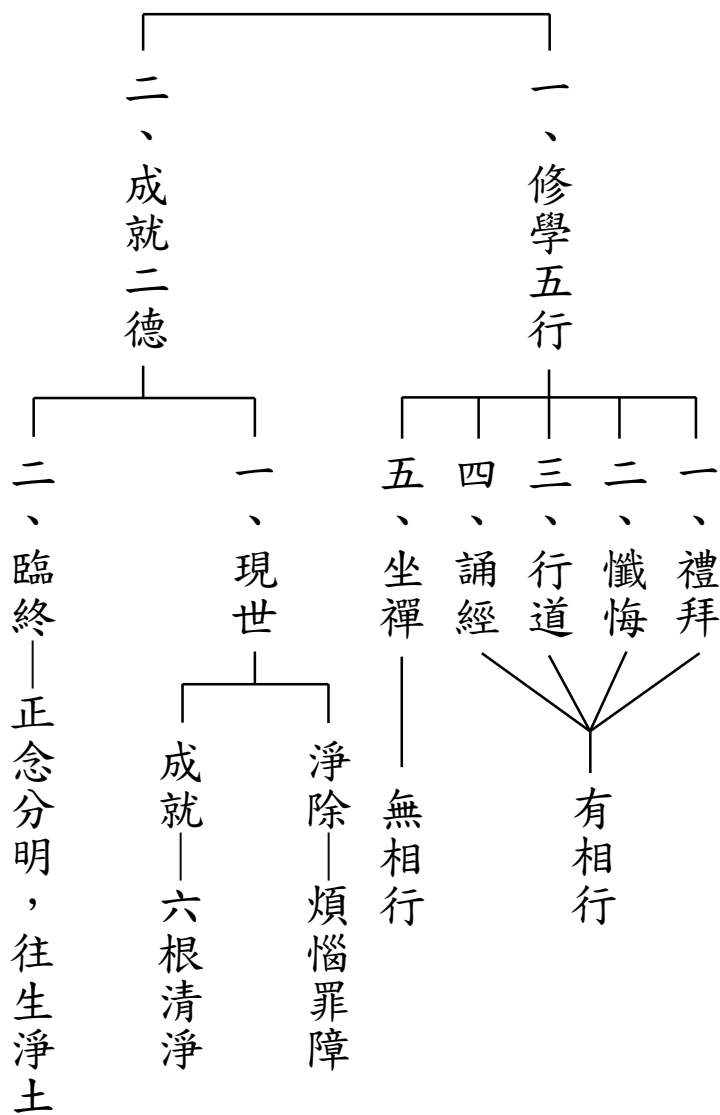 一、修學五行
一、禮拜
二、懺悔
三、行道
四、誦經
有相行
五、坐禪
無相行
二、成就二德
一、現世
淨除—煩惱罪障
成就—六根清淨
二、臨終—正念分明，往生淨土